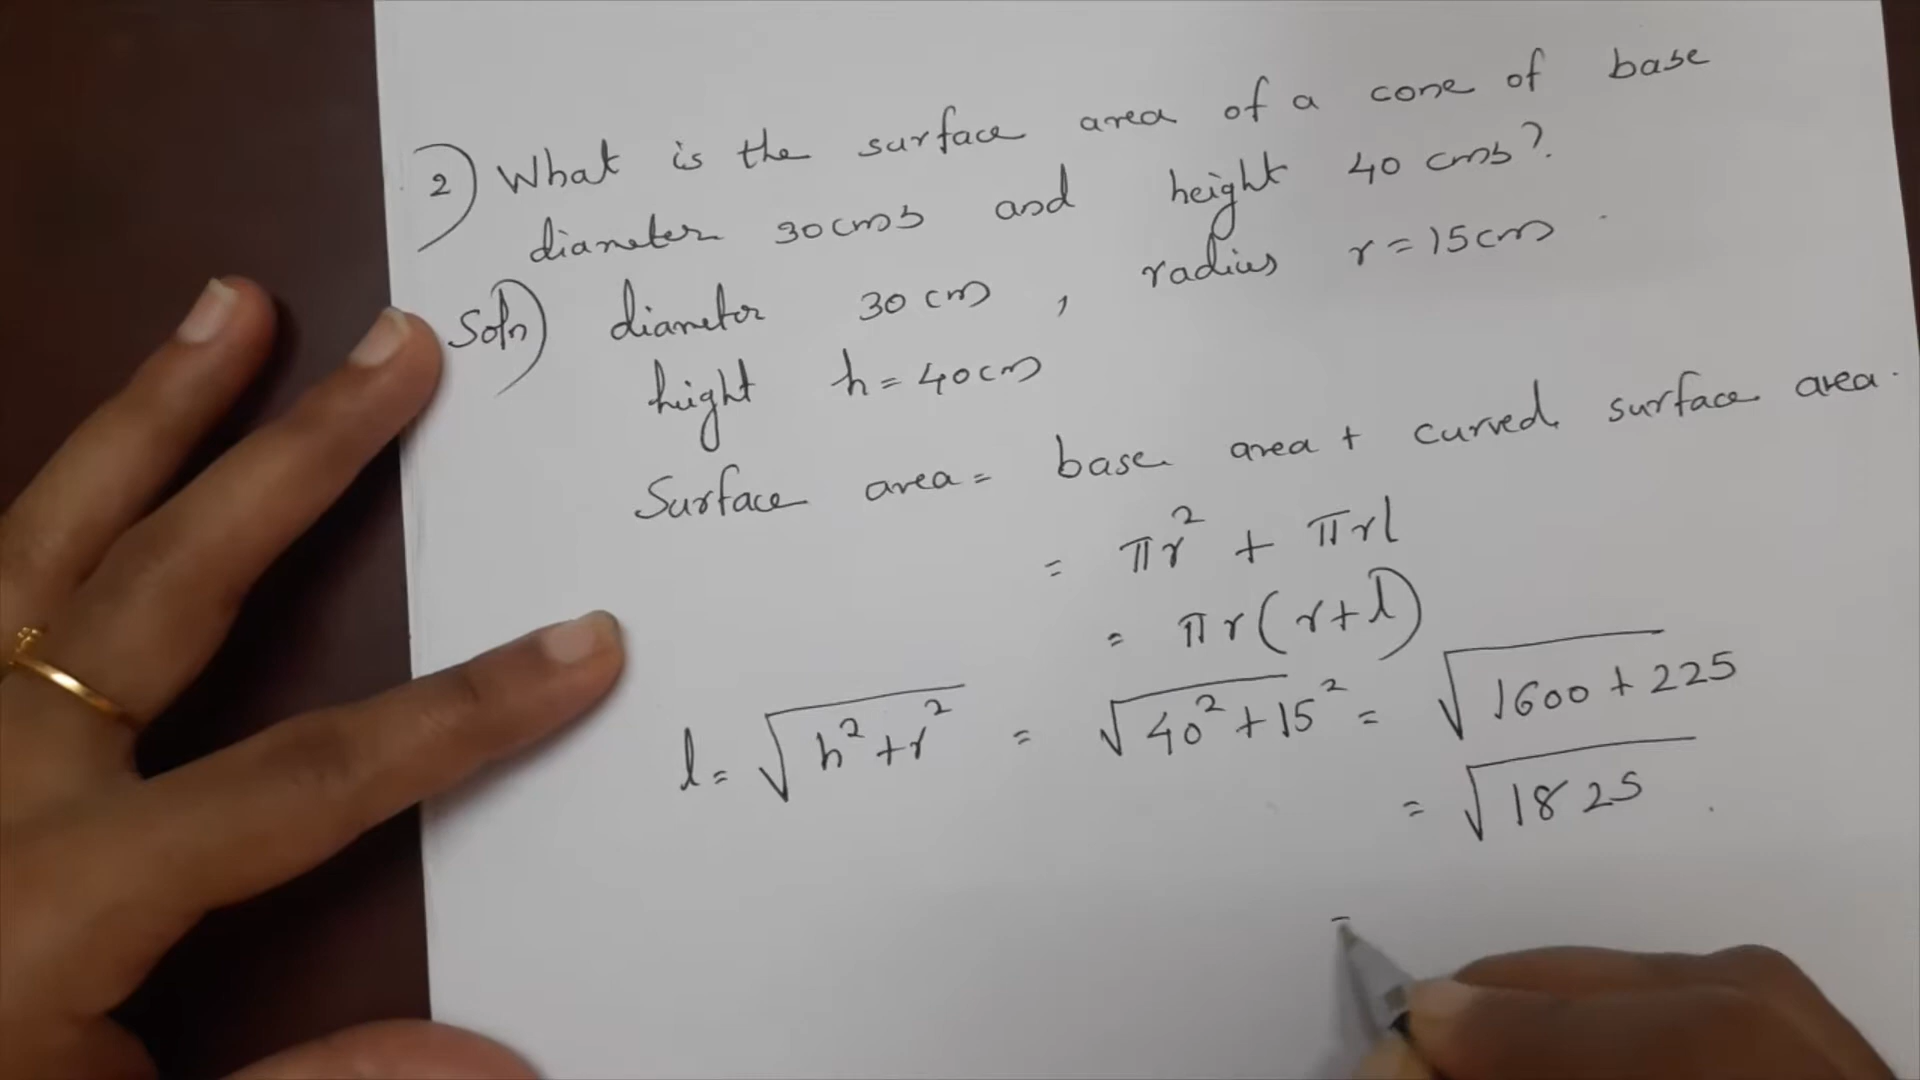 2) What is the surface area of a cone of base
diameter 30cms and height 40 cms?
Soln) diameter 30 cm , radius r = 15cm
height h = 40cm
Surface area = base area + curved surface area.
= πr² + πrl
= πr(r+l)
l = √h²+r² = √40²+15² = √1600+225
= √1825